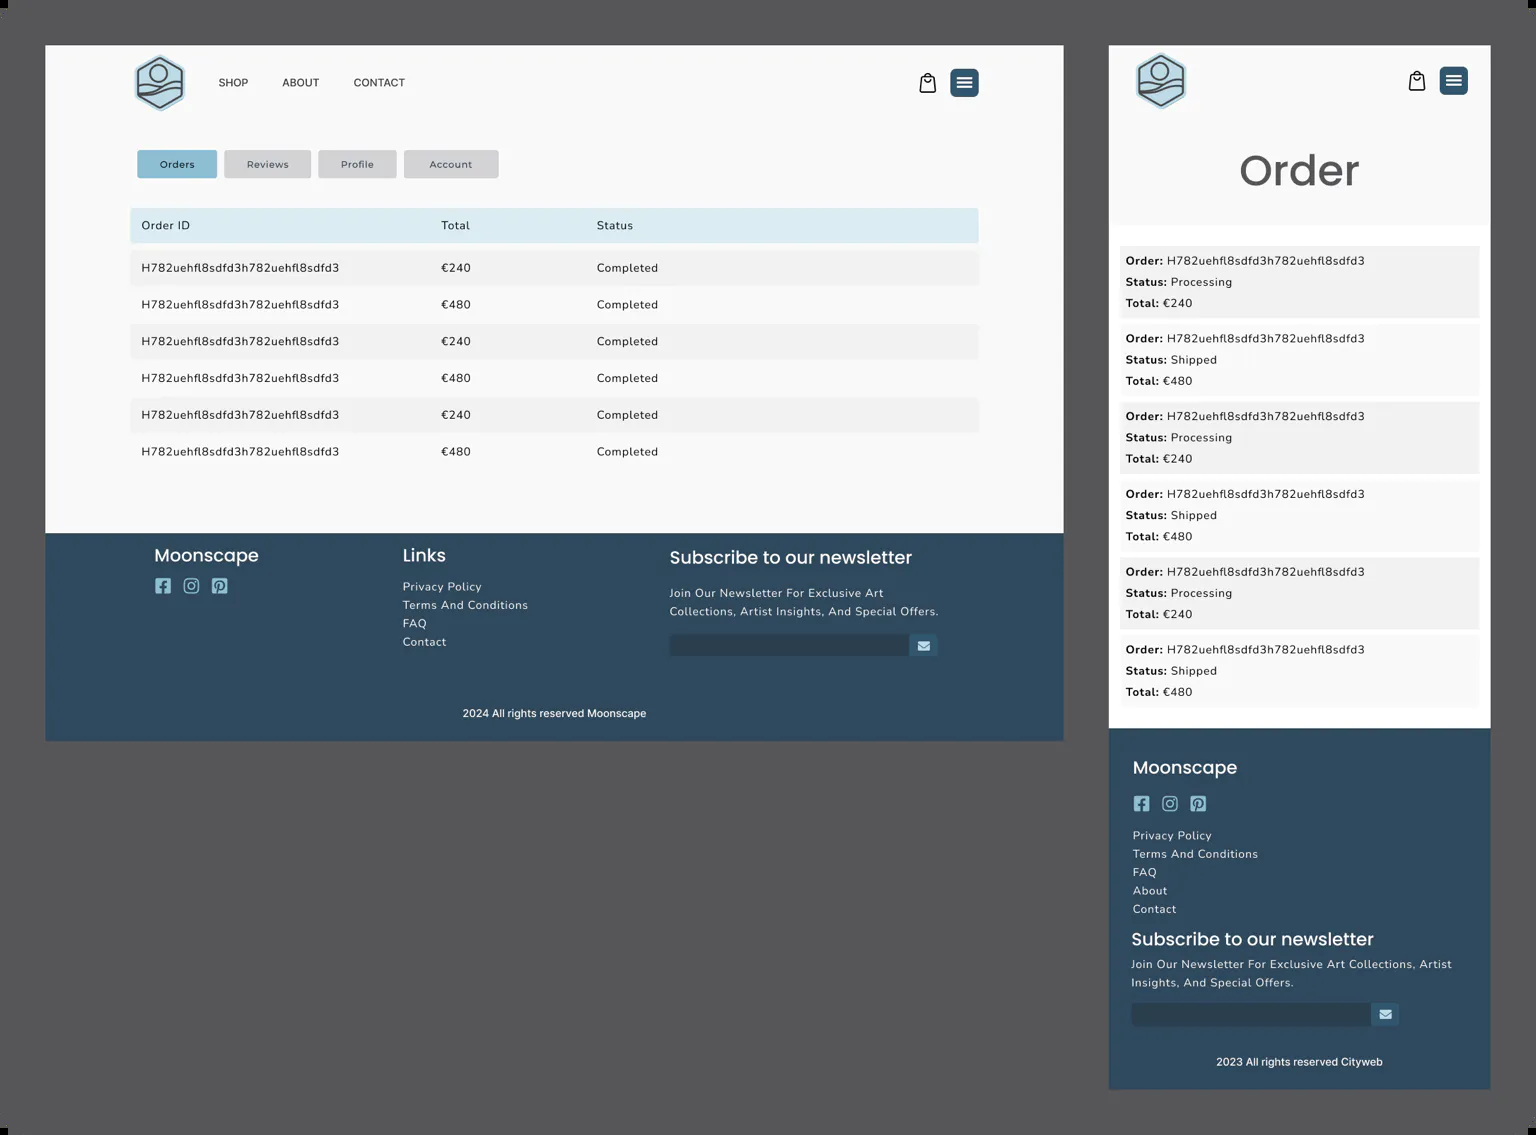 SHOP ABOUT CONTACT
Orders Reviews Profile Account
Order ID Total Status
H782uehfl8sdfd3h782uehfl8sdfd3 €240 Completed
H782uehfl8sdfd3h782uehfl8sdfd3 €480 Completed
H782uehfl8sdfd3h782uehfl8sdfd3 €240 Completed
H782uehfl8sdfd3h782uehfl8sdfd3 €480 Completed
H782uehfl8sdfd3h782uehfl8sdfd3 €240 Completed
H782uehfl8sdfd3h782uehfl8sdfd3 €480 Completed
Moonscape
Links
Privacy Policy
Terms And Conditions
FAQ
Contact
Subscribe to our newsletter
Join Our Newsletter For Exclusive Art
Collections, Artist Insights, And Special Offers.
2024 All rights reserved Moonscape
Order
Order: H782uehfl8sdfd3h782uehfl8sdfd3
Status: Processing
Total: €240
Order: H782uehfl8sdfd3h782uehfl8sdfd3
Status: Shipped
Total: €480
Order: H782uehfl8sdfd3h782uehfl8sdfd3
Status: Processing
Total: €240
Order: H782uehfl8sdfd3h782uehfl8sdfd3
Status: Shipped
Total: €480
Order: H782uehfl8sdfd3h782uehfl8sdfd3
Status: Processing
Total: €240
Order: H782uehfl8sdfd3h782uehfl8sdfd3
Status: Shipped
Total: €480
Moonscape
Privacy Policy
Terms And Conditions
FAQ
About
Contact
Subscribe to our newsletter
Join Our Newsletter For Exclusive Art Collections, Artist
Insights, And Special Offers.
2023 All rights reserved Cityweb